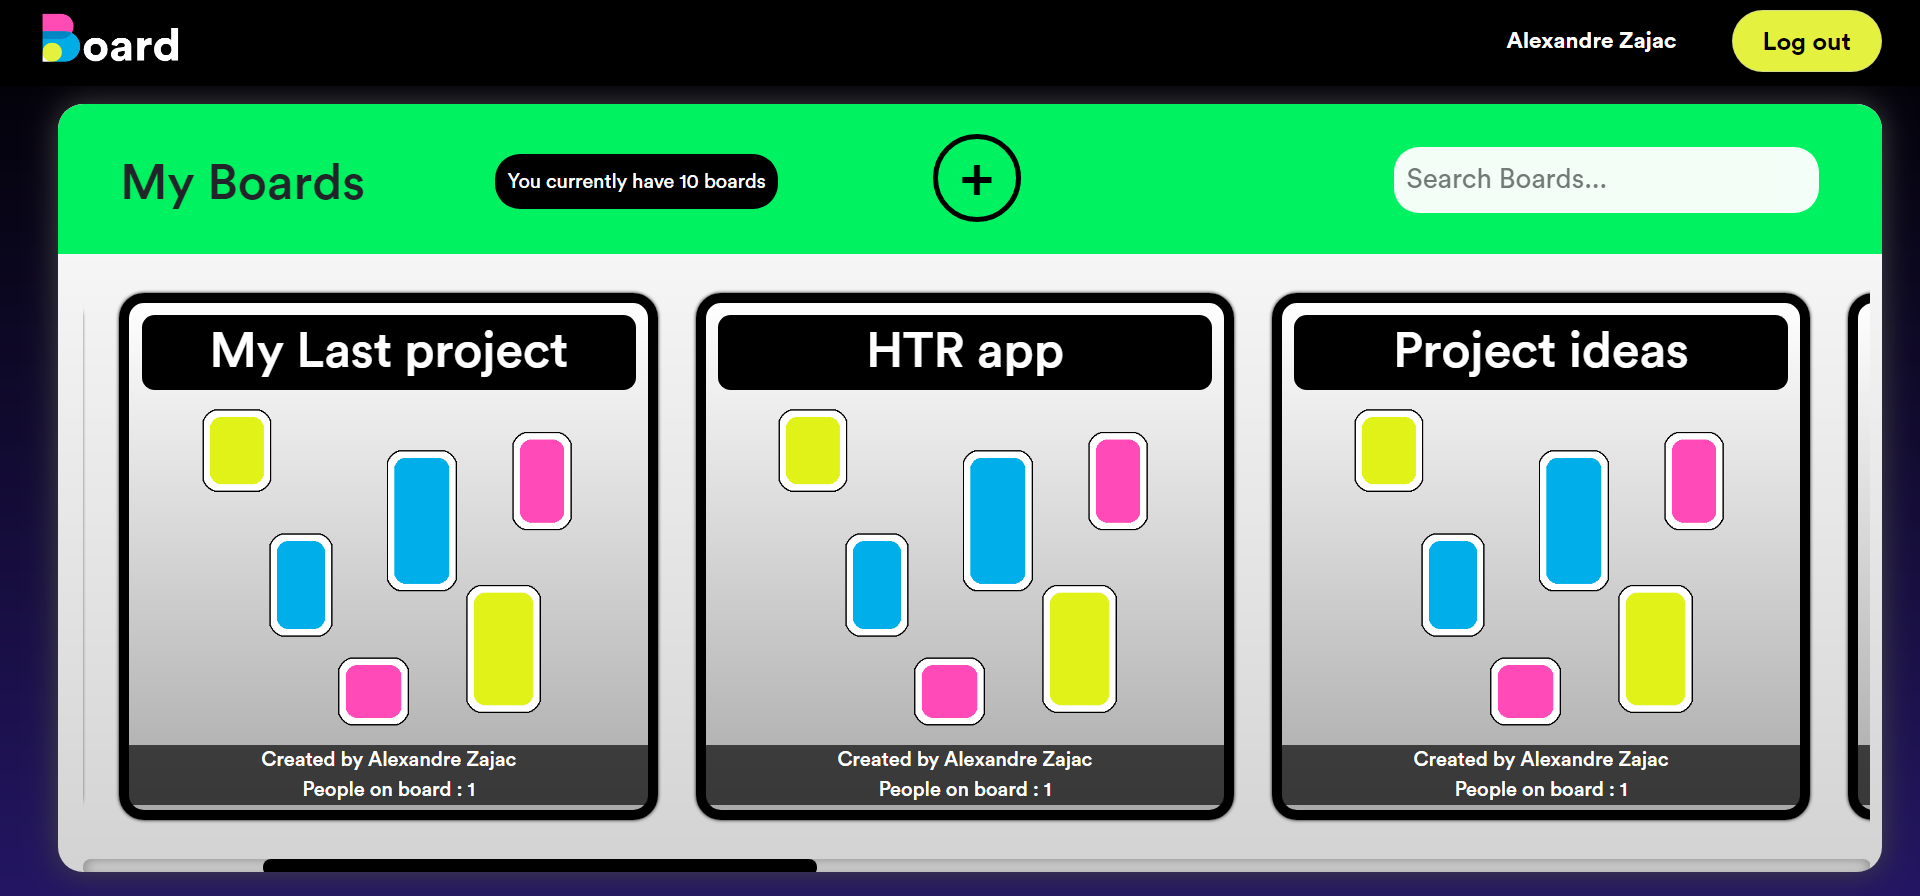 Board
Alexandre Zajac
Log out
My Boards
You currently have 10 boards
+
Search Boards...
My Last project
HTR app
Project ideas
Created by Alexandre Zajac
People on board : 1
Created by Alexandre Zajac
People on board : 1
Created by Alexandre Zajac
People on board : 1